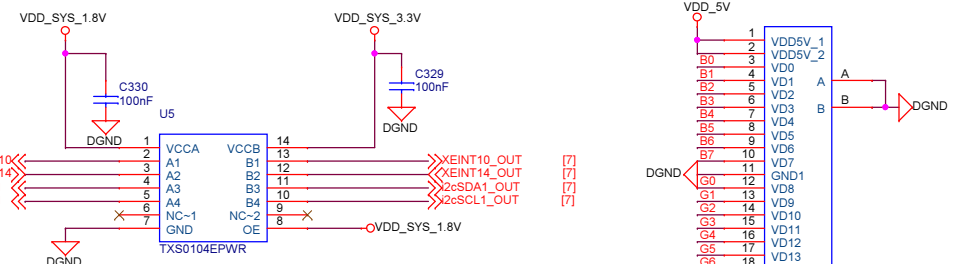 VDD_SYS_1.8V
VDD_SYS_3.3V
C330
100nF
C329
100nF
U5
DGND
DGND
1 VCCA VCCB 14
10 2 A1 B1 13 XEINT10_OUT [7]
14 3 A2 B2 12 XEINT14_OUT [7]
4 A3 B3 11 i2cSDA1_OUT [7]
5 A4 B4 10 i2cSCL1_OUT [7]
6 NC~1 NC~2 9
7 GND OE 8 VDD_SYS_1.8V
TXS0104EPWR
DGND
VDD_5V
1 VDD5V_1
2 VDD5V_2
B0 3 VD0
B1 4 VD1 A A
B2 5 VD2
B3 6 VD3 B B DGND
B4 7 VD4
B5 8 VD5
B6 9 VD6
B7 10 VD7
DGND 11 GND1
G0 12 VD8
G1 13 VD9
G2 14 VD10
G3 15 VD11
G4 16 VD12
G5 17 VD13
G6 18